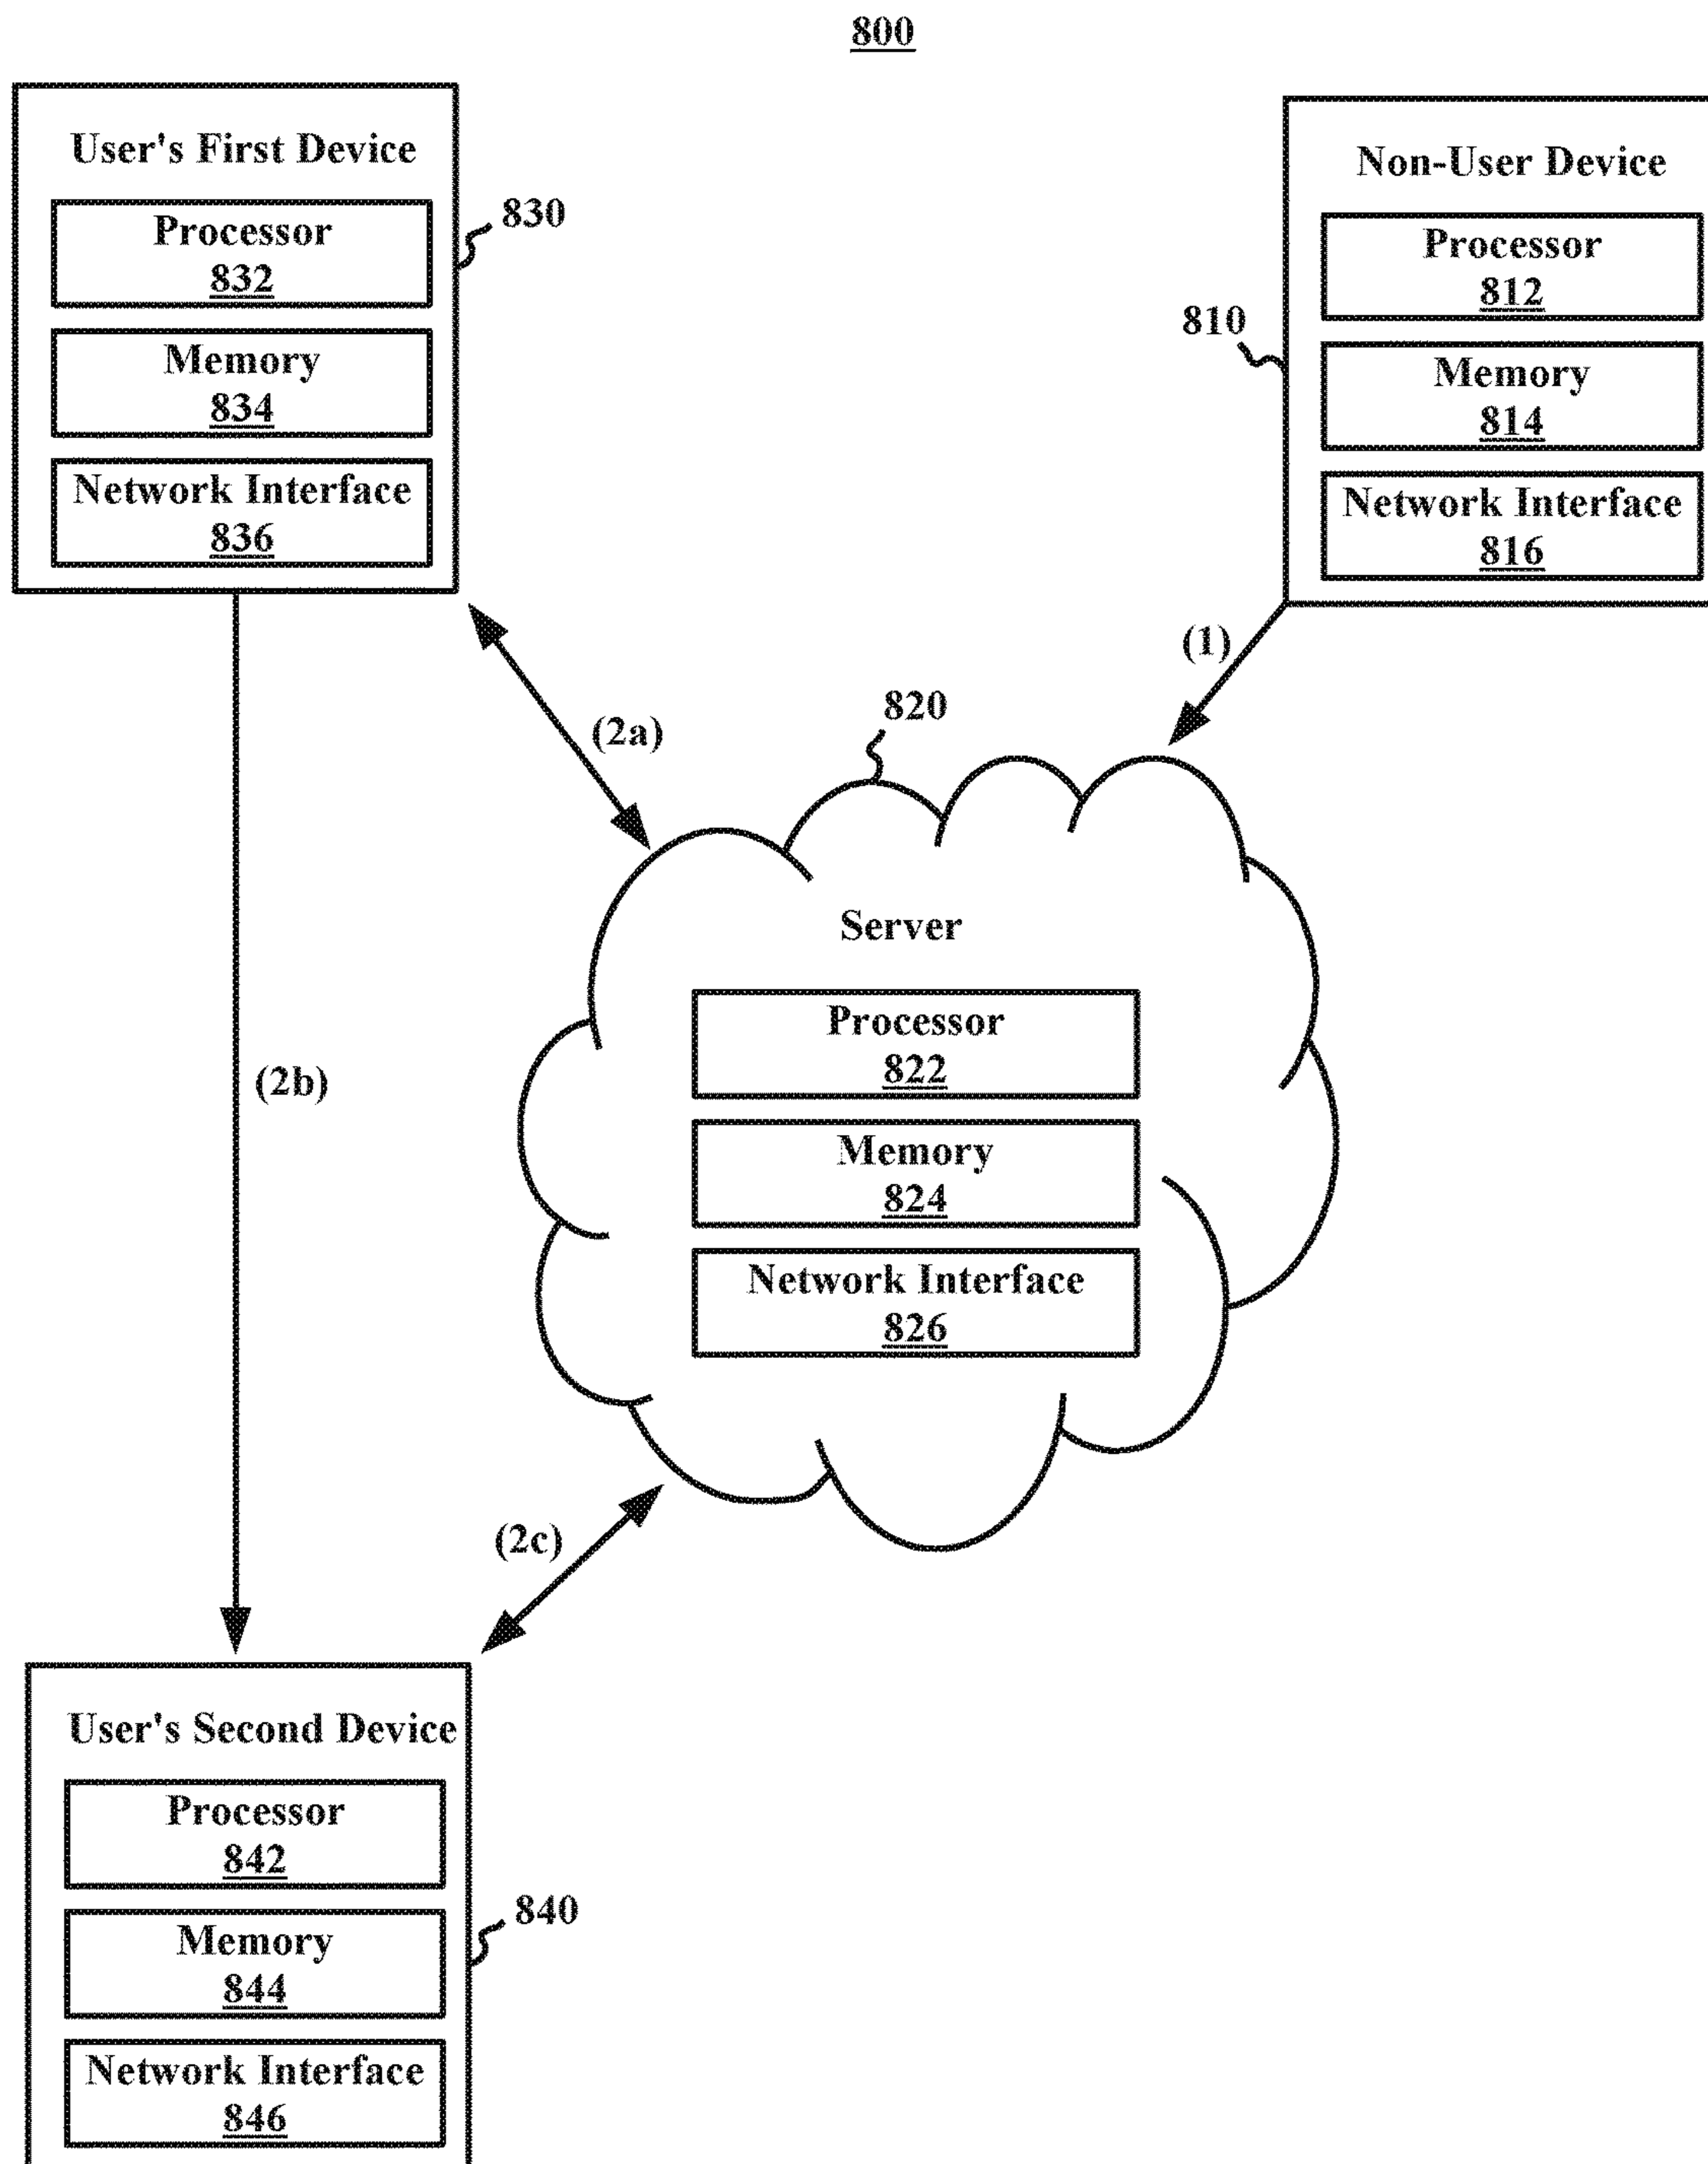 800
User's First Device
Processor
832
Memory
834
Network Interface
836
830
Non-User Device
Processor
812
Memory
814
Network Interface
816
810
(1)
(2a)
820
Server
Processor
822
Memory
824
Network Interface
826
(2b)
(2c)
User's Second Device
Processor
842
Memory
844
Network Interface
846
840